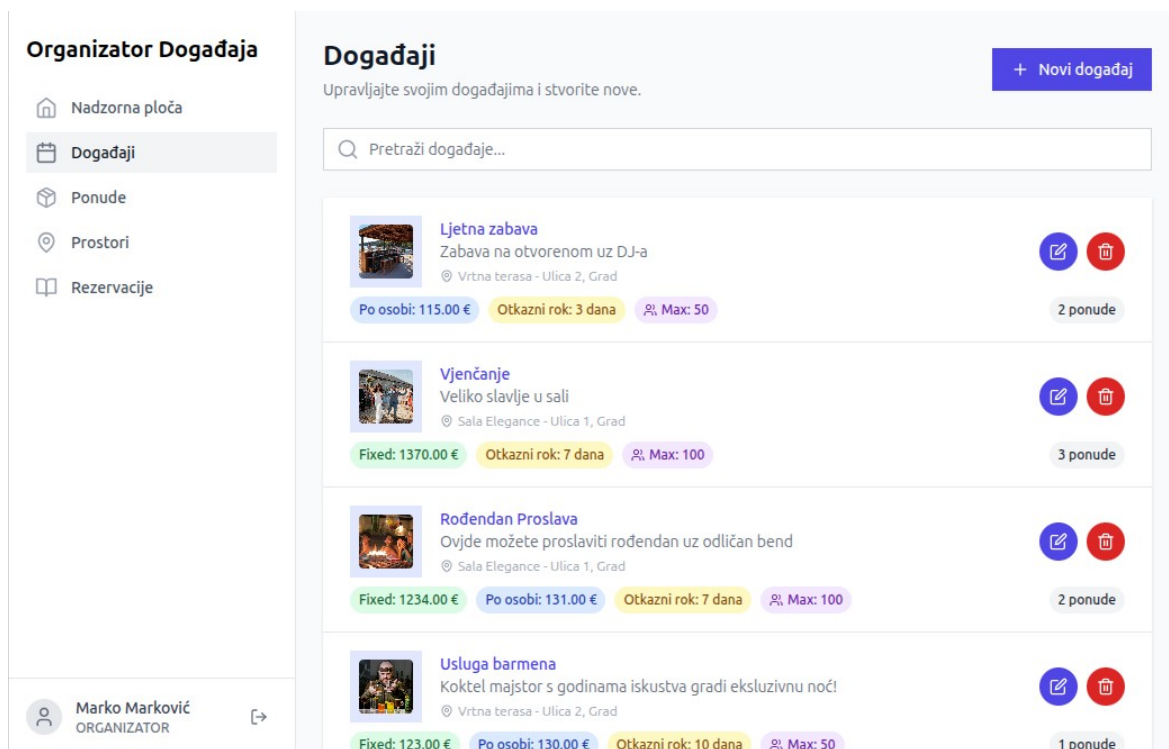 Organizator Događaja
Nadzorna ploča
Događaji
Ponude
Prostori
Rezervacije
Marko Marković
ORGANIZATOR
Događaji
Upravljajte svojim događajima i stvorite nove.
+ Novi događaj
Pretraži događaje...
Ljetna zabava
Zabava na otvorenom uz DJ-a
Vrtna terasa - Ulica 2, Grad
Po osobi: 115.00 € Otkazni rok: 3 dana Max: 50 2 ponude
Vjenčanje
Veliko slavlje u sali
Sala Elegance - Ulica 1, Grad
Fixed: 1370.00 € Otkazni rok: 7 dana Max: 100 3 ponude
Rođendan Proslava
Ovjde možete proslaviti rođendan uz odličan bend
Sala Elegance - Ulica 1, Grad
Fixed: 1234.00 € Po osobi: 131.00 € Otkazni rok: 7 dana Max: 100 2 ponude
Usluga barmena
Koktel majstor s godinama iskustva gradi eksluzivnu noć!
Vrtna terasa - Ulica 2, Grad
Fixed: 123.00 € Po osobi: 130.00 € Otkazni rok: 10 dana Max: 50 1 ponude